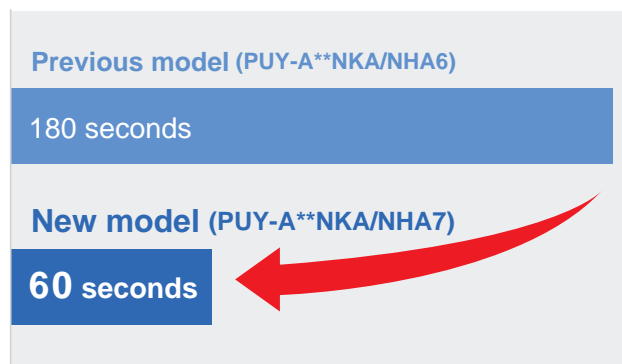 Previous model (PUY-A**NKA/NHA6)
180 seconds
New model (PUY-A**NKA/NHA7)
60 seconds